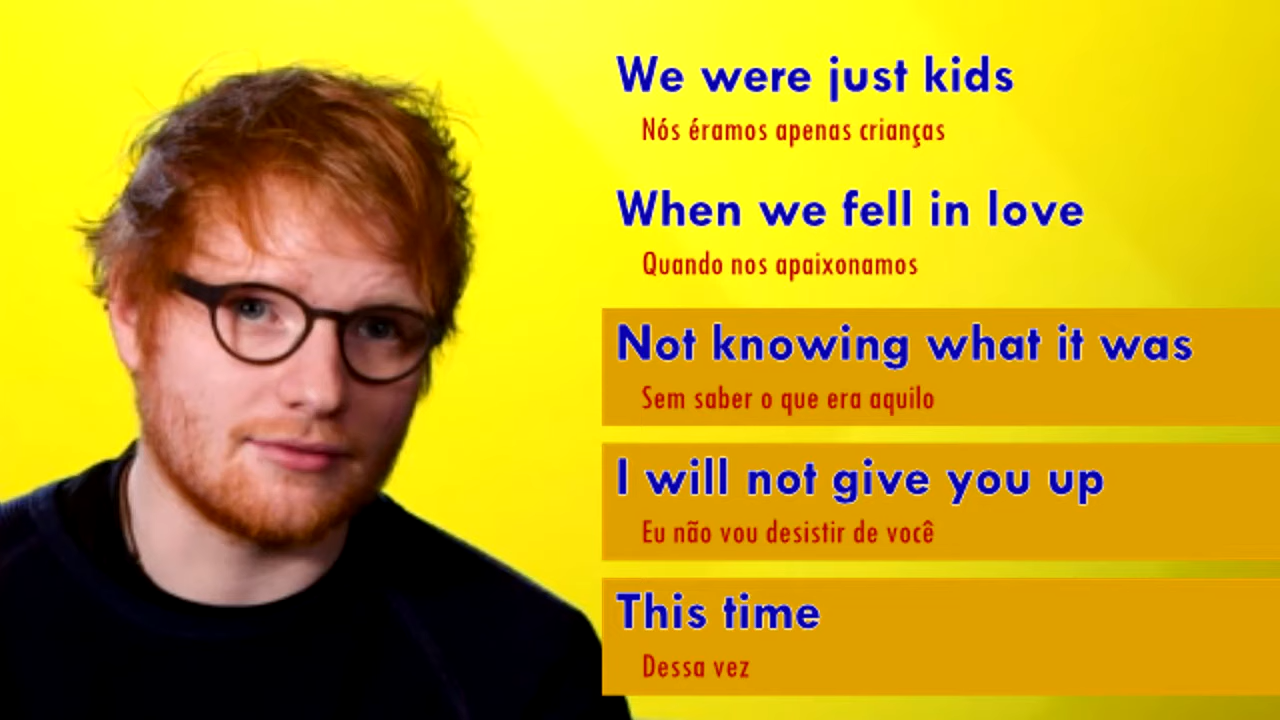 We were just kids
Nós éramos apenas crianças
When we fell in love
Quando nos apaixonamos
Not knowing what it was
Sem saber o que era aquilo
I will not give you up
Eu não vou desistir de você
This time
Dessa vez